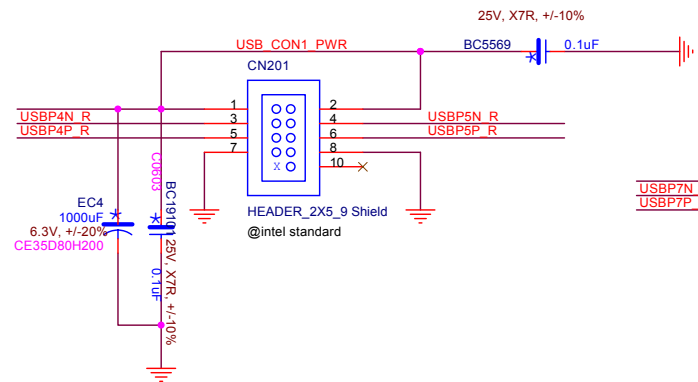 25V, X7R, +/-10%
USB_CON1_PWR
BC5569
0.1uF
CN201
1
2
USBP4N_R
3
4
USBP5N_R
USBP4P_R
5
6
USBP5P_R
7
8
X
10
C0603
BC19101
25V, X7R, +/-10%
0.1uF
EC4
1000uF
6.3V, +/-20%
CE35D80H200
HEADER_2X5_9 Shield
@intel standard
USBP7N
USBP7P